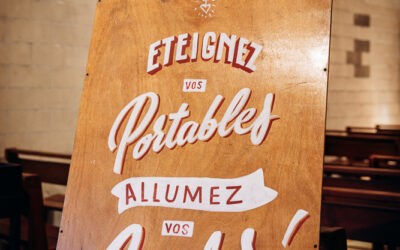 ETEIGNEZ
VOS
Portables
ALLUMEZ
VOS